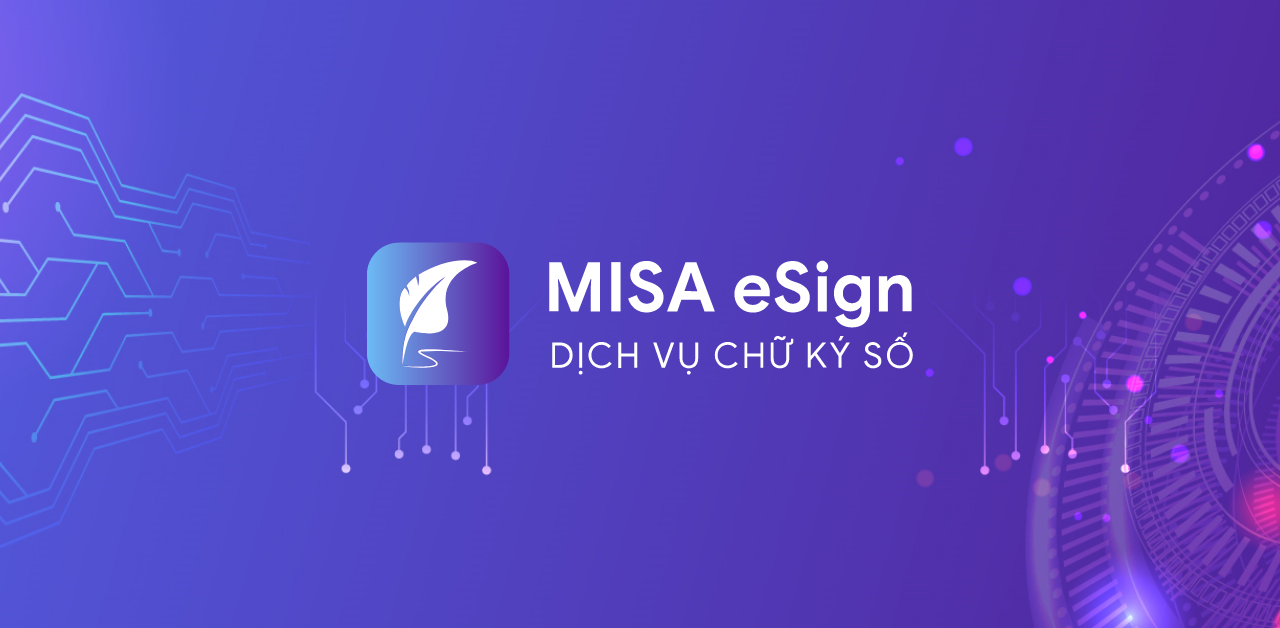 MISA eSign
DỊCH VỤ CHỮ KÝ SỐ